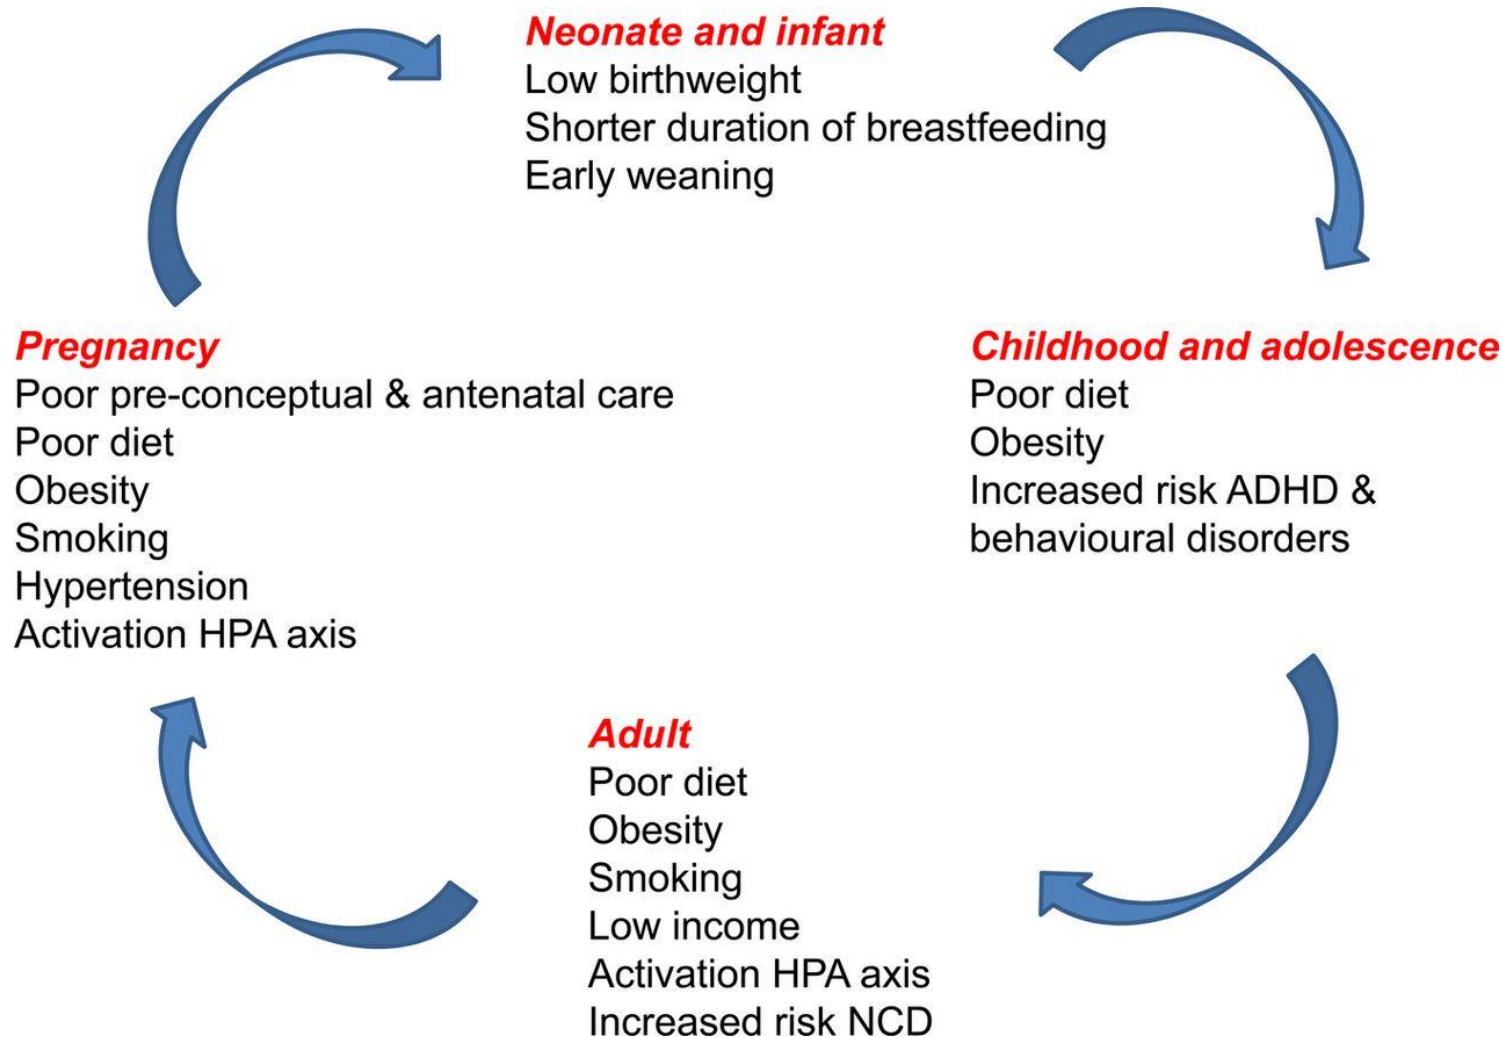 Neonate and infant
Low birthweight
Shorter duration of breastfeeding
Early weaning
Pregnancy
Poor pre-conceptual & antenatal care
Poor diet
Obesity
Smoking
Hypertension
Activation HPA axis
Childhood and adolescence
Poor diet
Obesity
Increased risk ADHD &
behavioural disorders
Adult
Poor diet
Obesity
Smoking
Low income
Activation HPA axis
Increased risk NCD